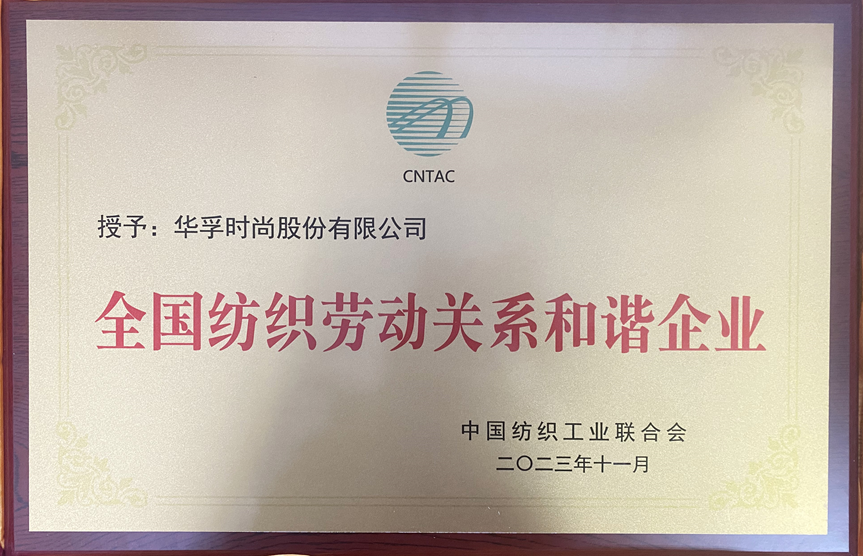 CNTAC
授予：华孚时尚股份有限公司
全国纺织劳动关系和谐企业
中国纺织工业联合会
二〇二三年十一月